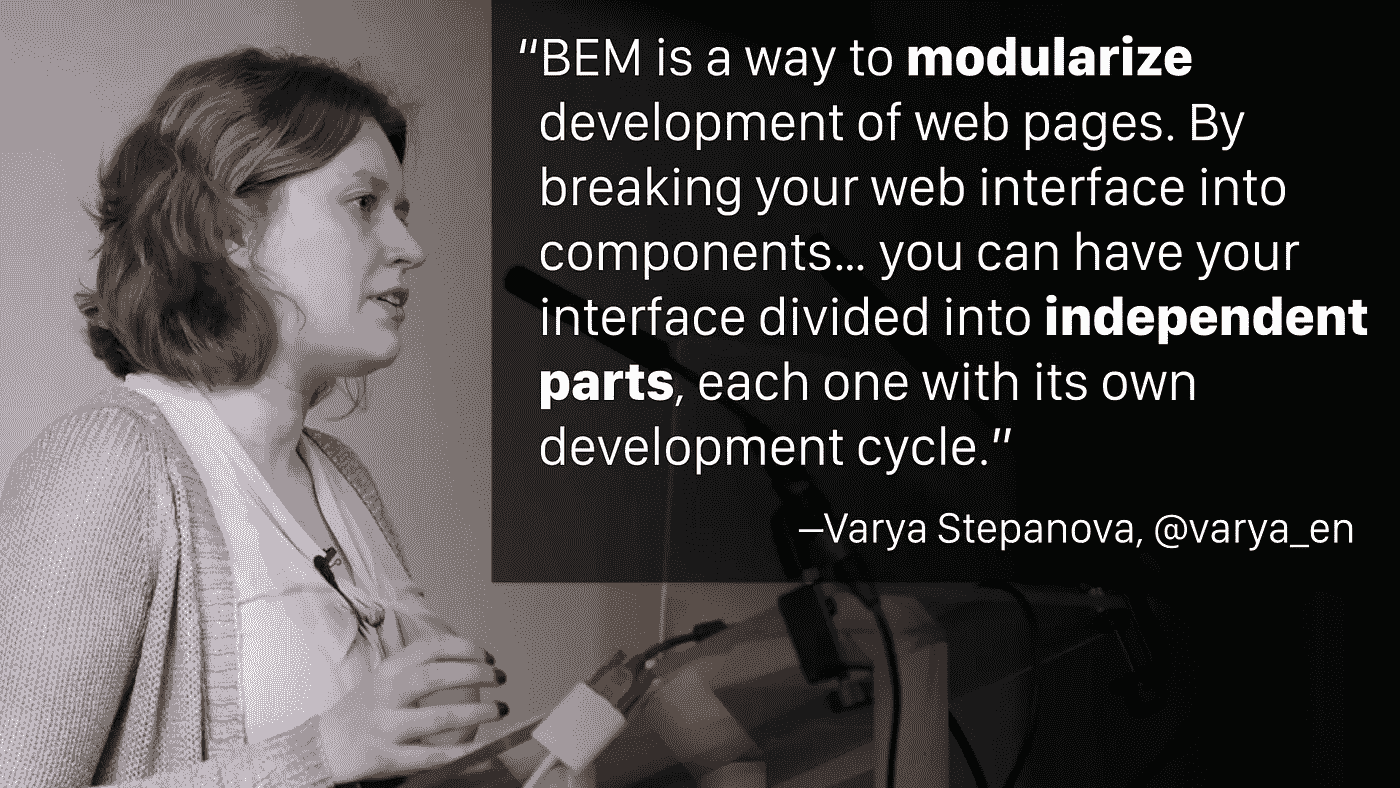 “BEM is a way to modularize
development of web pages. By
breaking your web interface into
components… you can have your
interface divided into independent
parts, each one with its own
development cycle.”
—Varya Stepanova, @varya_en